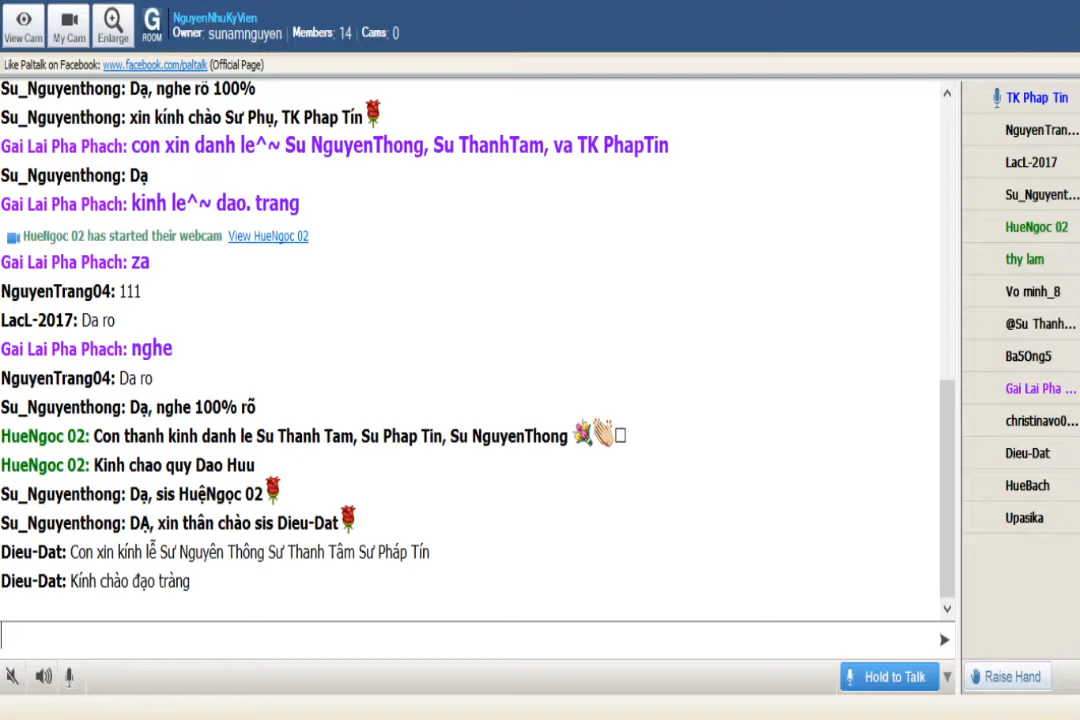 View Cam
My Cam
Enlarge
G
ROOM
NguyenNhuKyVien
Owner: sunamnguyen Members: 14 Cams: 0
Like Paltalk on Facebook: www.facebook.com/paltalk (Official Page)
Su_Nguyenthong: Dạ, nghe rõ 100%
Su_Nguyenthong: xin kính chào Sư Phụ, TK Phap Tín
Gai Lai Pha Phach: con xin danh le^~ Su NguyenThong, Su ThanhTam, va TK PhapTin
Su_Nguyenthong: Dạ
Gai Lai Pha Phach: kinh le^~ dao. trang
HueNgoc 02 has started their webcam View HueNgoc 02
Gai Lai Pha Phach: za
NguyenTrang04: 111
LacL-2017: Da ro
Gai Lai Pha Phach: nghe
NguyenTrang04: Da ro
Su_Nguyenthong: Dạ, nghe 100% rõ
HueNgoc 02: Con thanh kinh danh le Su Thanh Tam, Su Phap Tin, Su NguyenThong
HueNgoc 02: Kinh chao quy Dao Huu
Su_Nguyenthong: Dạ, sis HuệNgọc 02
Su_Nguyenthong: DẠ, xin thân chào sis Dieu-Dat
Dieu-Dat: Con xin kính lễ Sư Nguyên Thông Sư Thanh Tâm Sư Pháp Tín
Dieu-Dat: Kính chào đạo tràng
TK Phap Tin
NguyenTran...
LacL-2017
Su_Nguyent...
HueNgoc 02
thy lam
Vo minh_8
@Su Thanh...
Ba5Ong5
Gai Lai Pha ...
christinavo0...
Dieu-Dat
HueBach
Upasika
Hold to Talk
Raise Hand